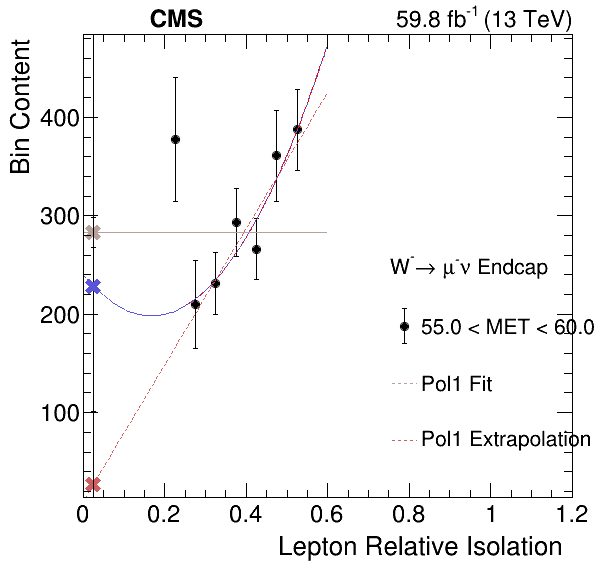 CMS 59.8 fb⁻¹ (13 TeV)
Bin Content
400
300
200
100
W⁻→ μ⁻ν Endcap
55.0 < MET < 60.0
Pol1 Fit
Pol1 Extrapolation
0 0.2 0.4 0.6 0.8 1 1.2
Lepton Relative Isolation